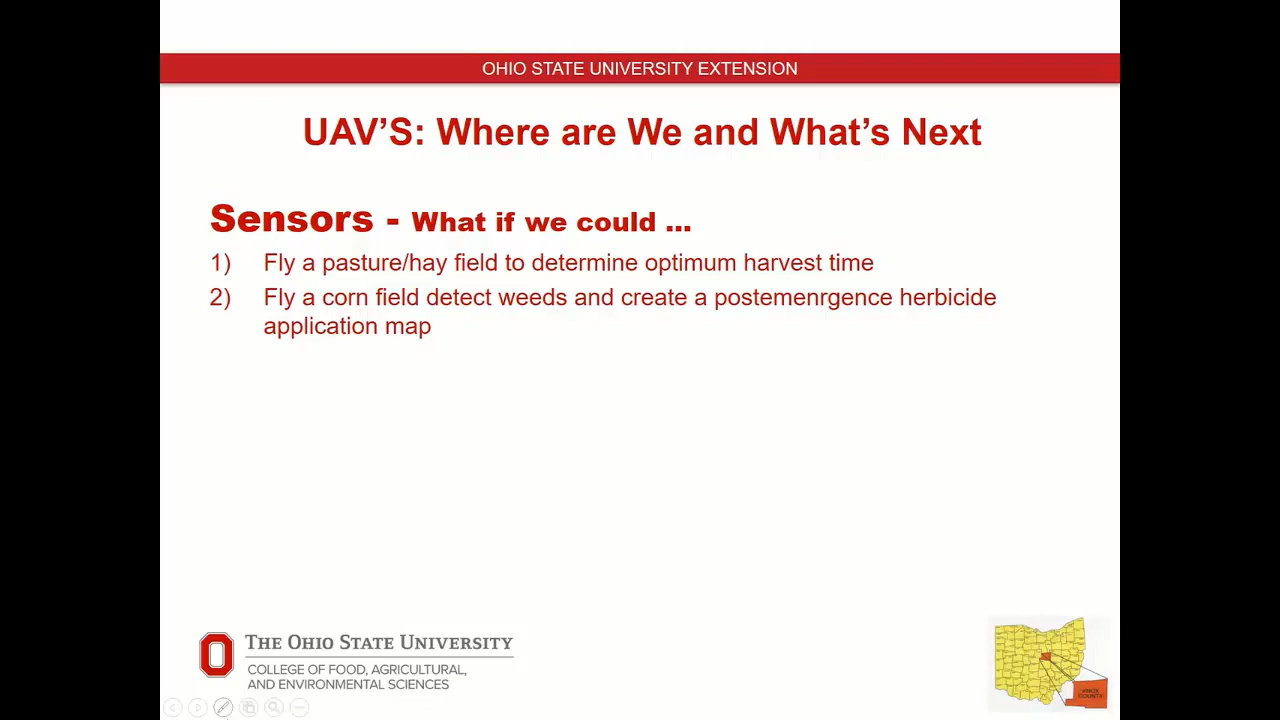 OHIO STATE UNIVERSITY EXTENSION
UAV'S: Where are We and What's Next
Sensors - What if we could ...
1) Fly a pasture/hay field to determine optimum harvest time
2) Fly a corn field detect weeds and create a postemenrgence herbicide
application map
THE OHIO STATE UNIVERSITY
COLLEGE OF FOOD, AGRICULTURAL,
AND ENVIRONMENTAL SCIENCES
KNOX
COUNTY